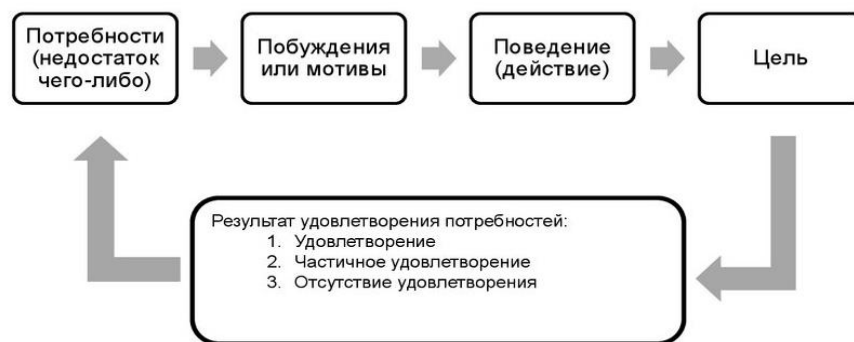 Потребности
(недостаток
чего-либо)
Побуждения
или мотивы
Поведение
(действие)
Цель
Результат удовлетворения потребностей:
1. Удовлетворение
2. Частичное удовлетворение
3. Отсутствие удовлетворения